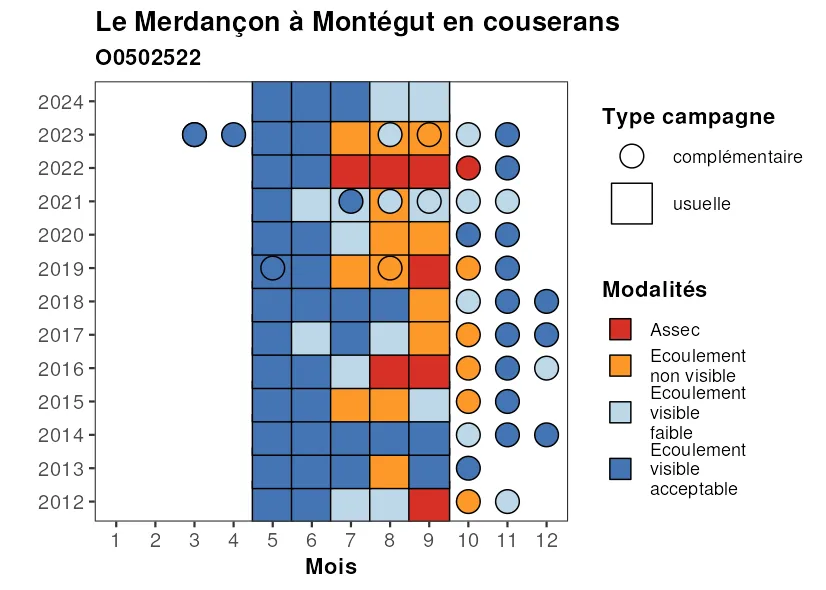 Le Merdançon à Montégut en couserans
O0502522
2024
2023
2022
2021
2020
2019
2018
2017
2016
2015
2014
2013
2012
1 2 3 4 5 6 7 8 9 10 11 12
Mois
Type campagne
complémentaire
usuelle
Modalités
Assec
Ecoulement
non visible
Ecoulement
visible
faible
Ecoulement
visible
acceptable